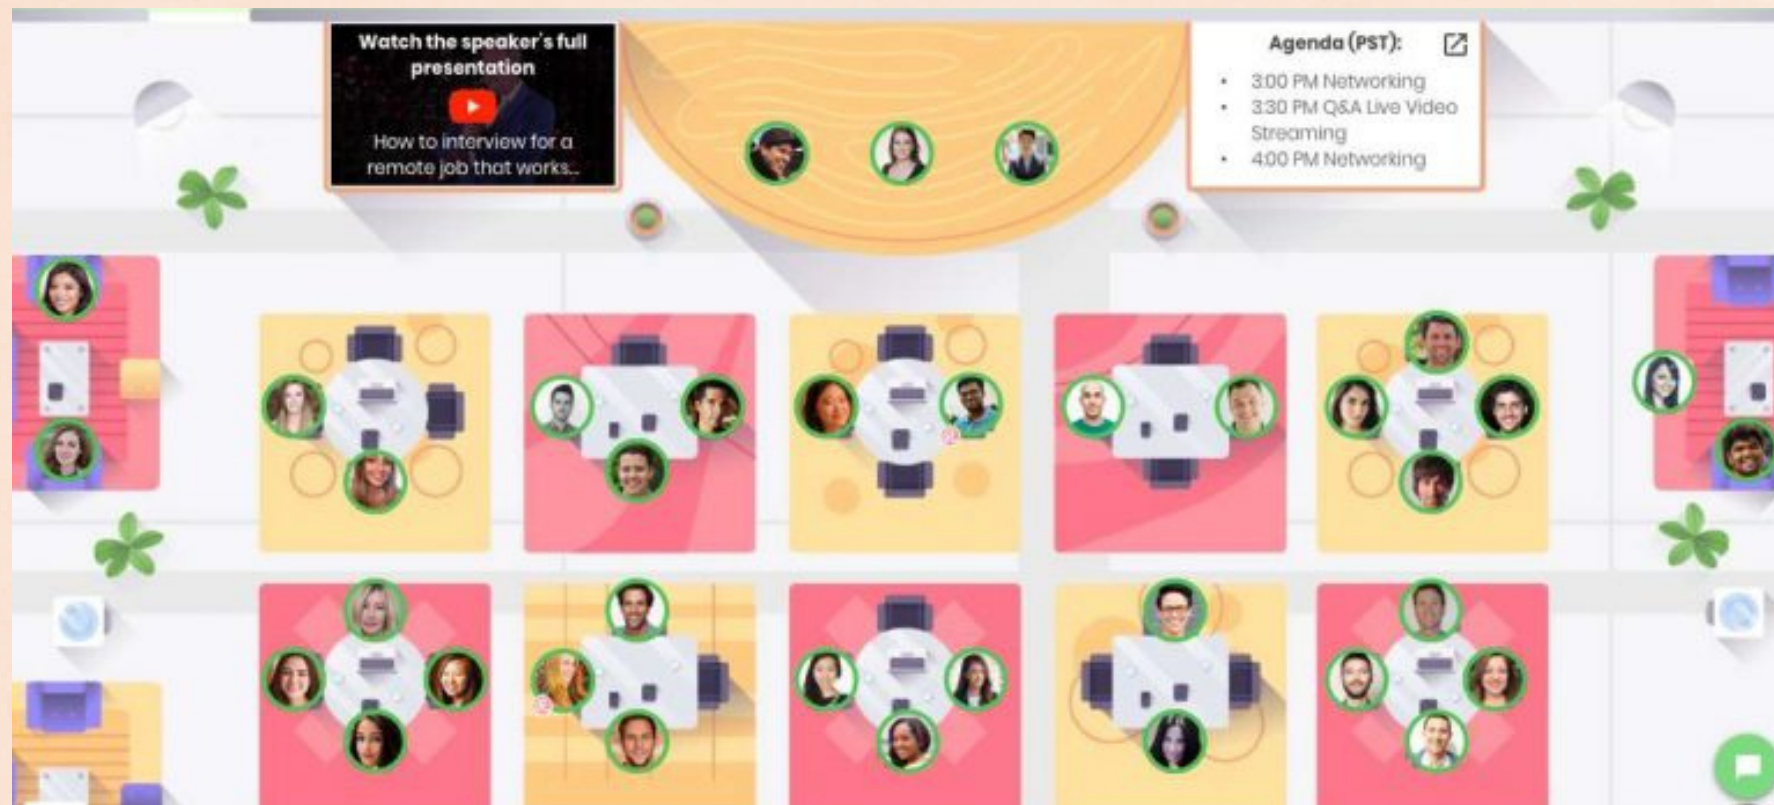 Watch the speaker's full
presentation
How to interview for a
remote job that works...
Agenda (PST):
• 3:00 PM Networking
• 3:30 PM Q&A Live Video
Streaming
• 4:00 PM Networking